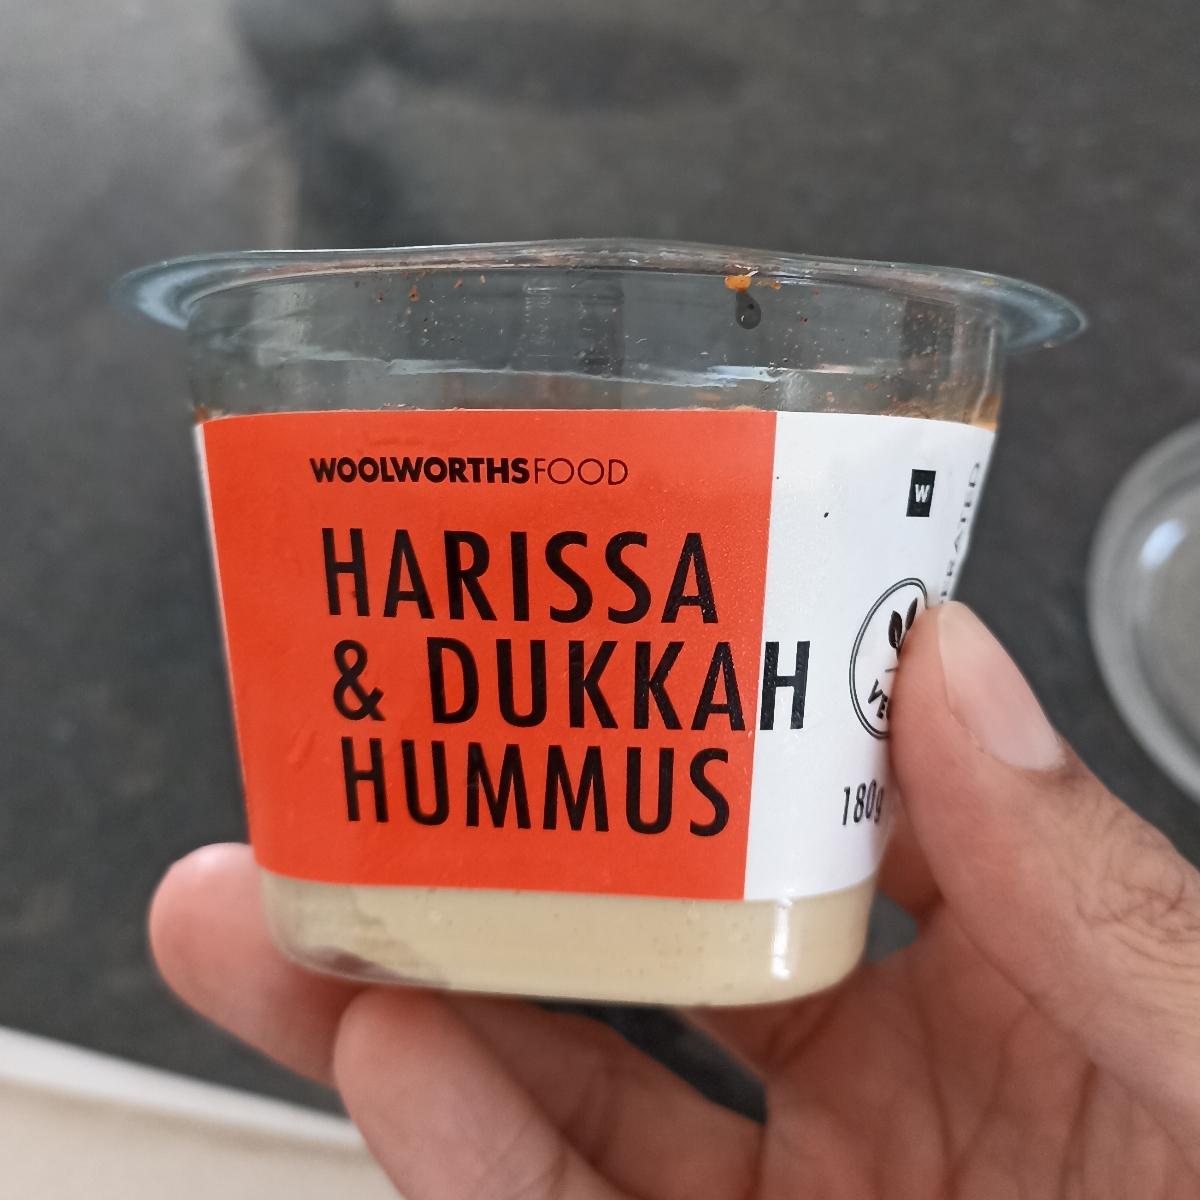 WOOLWORTHSFOOD
HARISSA
& DUKKAH
HUMMUS
W
180g